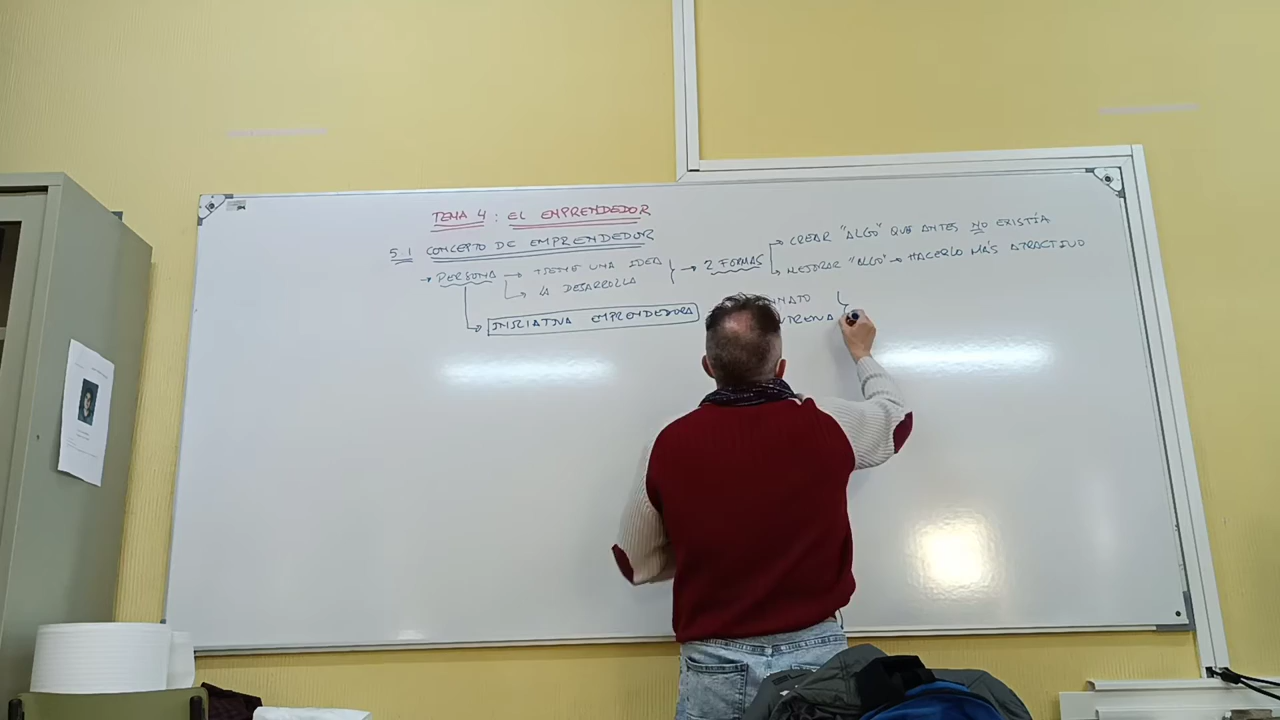 TEMA 4: EL EMPRENDEDOR
5.1 CONCEPTO DE EMPRENDEDOR
→ PERSONA → TIENE UNA IDEA
LA DESARROLLA
} → 2 FORMAS
→ CREAR "ALGO" QUE ANTES NO EXISTÍA
→ MEJORAR "ALGO" → HACERLO MÁS ATRACTIVO
INICIATIVA EMPRENDEDORA